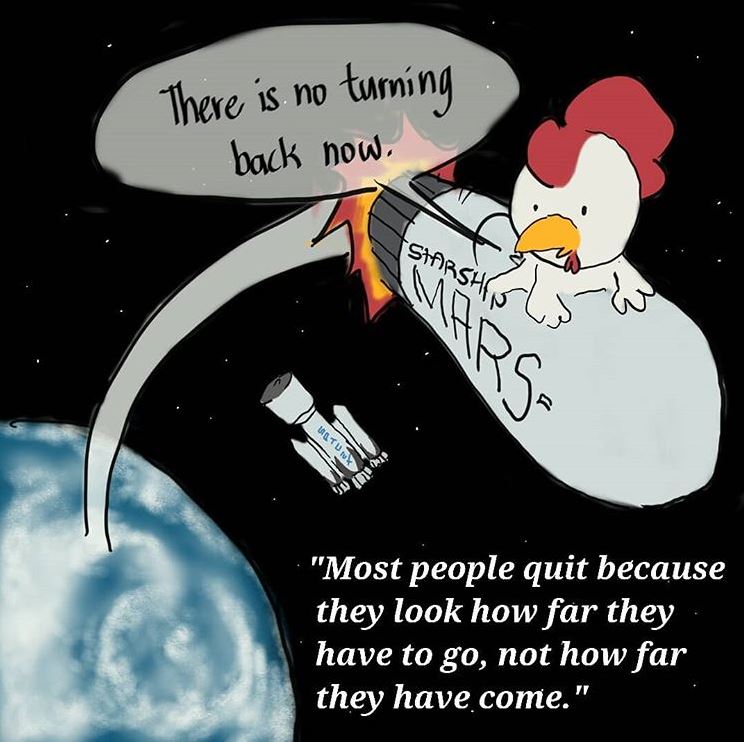 There is no turning
back now.
STARSHIP
MARS
"Most people quit because
they look how far they
have to go, not how far
they have come."